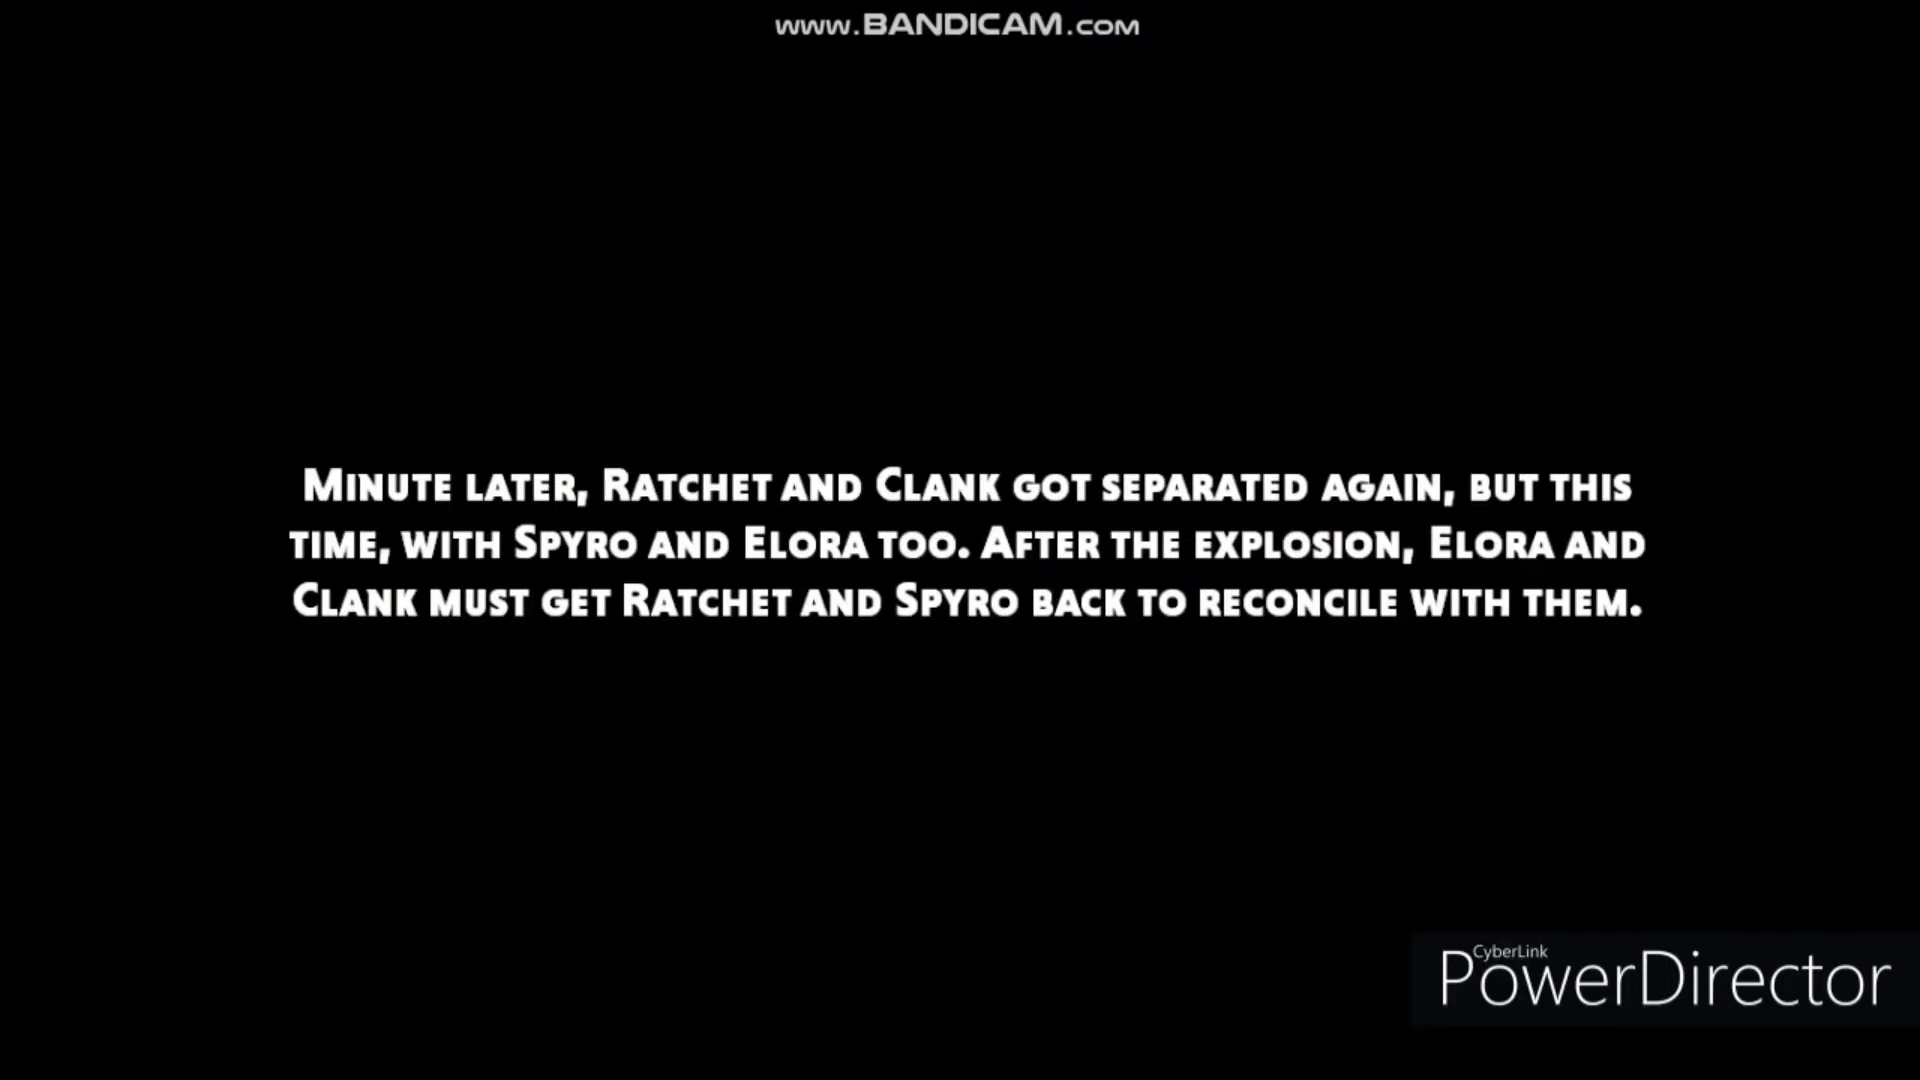 www.BANDICAM.com
Minute later, Ratchet and Clank got separated again, but this
time, with Spyro and Elora too. After the explosion, Elora and
Clank must get Ratchet and Spyro back to reconcile with them.
CyberLink
PowerDirector